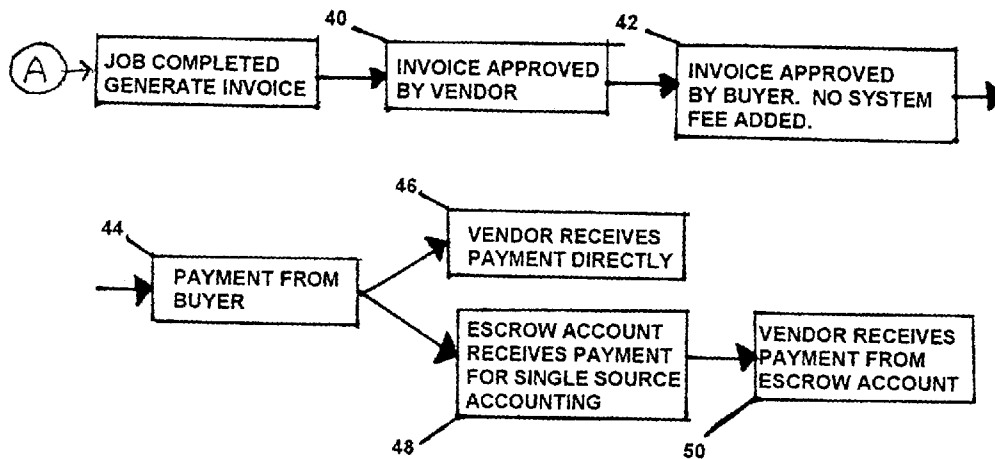 40
42
A
JOB COMPLETED
GENERATE INVOICE
INVOICE APPROVED
BY VENDOR
INVOICE APPROVED
BY BUYER. NO SYSTEM
FEE ADDED.
46
44
VENDOR RECEIVES
PAYMENT DIRECTLY
PAYMENT FROM
BUYER
ESCROW ACCOUNT
RECEIVES PAYMENT
FOR SINGLE SOURCE
ACCOUNTING
VENDOR RECEIVES
PAYMENT FROM
ESCROW ACCOUNT
48
50